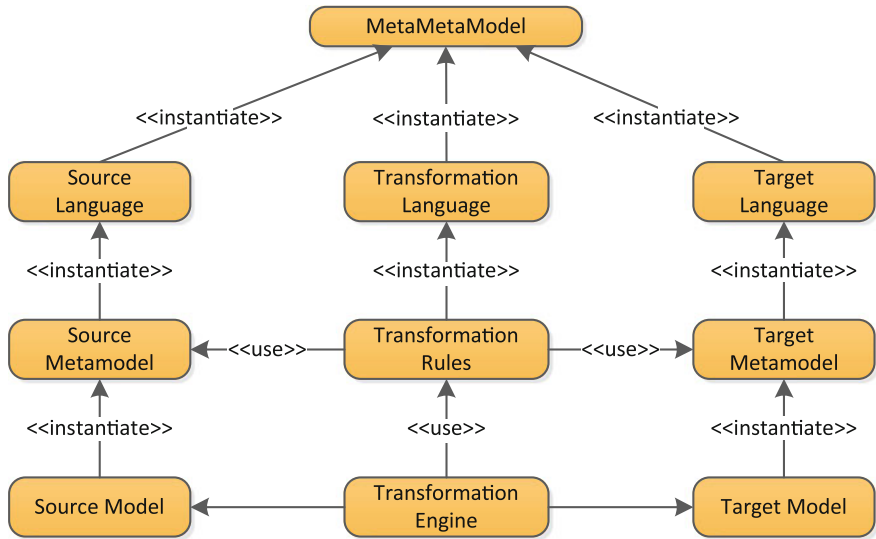 MetaMetaModel
<<instantiate>> <<instantiate>> <<instantiate>>
Source Language
Transformation Language
Target Language
<<instantiate>> <<instantiate>> <<instantiate>>
Source Metamodel
<<use>>
Transformation Rules
<<use>>
Target Metamodel
<<instantiate>> <<use>> <<instantiate>>
Source Model
Transformation Engine
Target Model